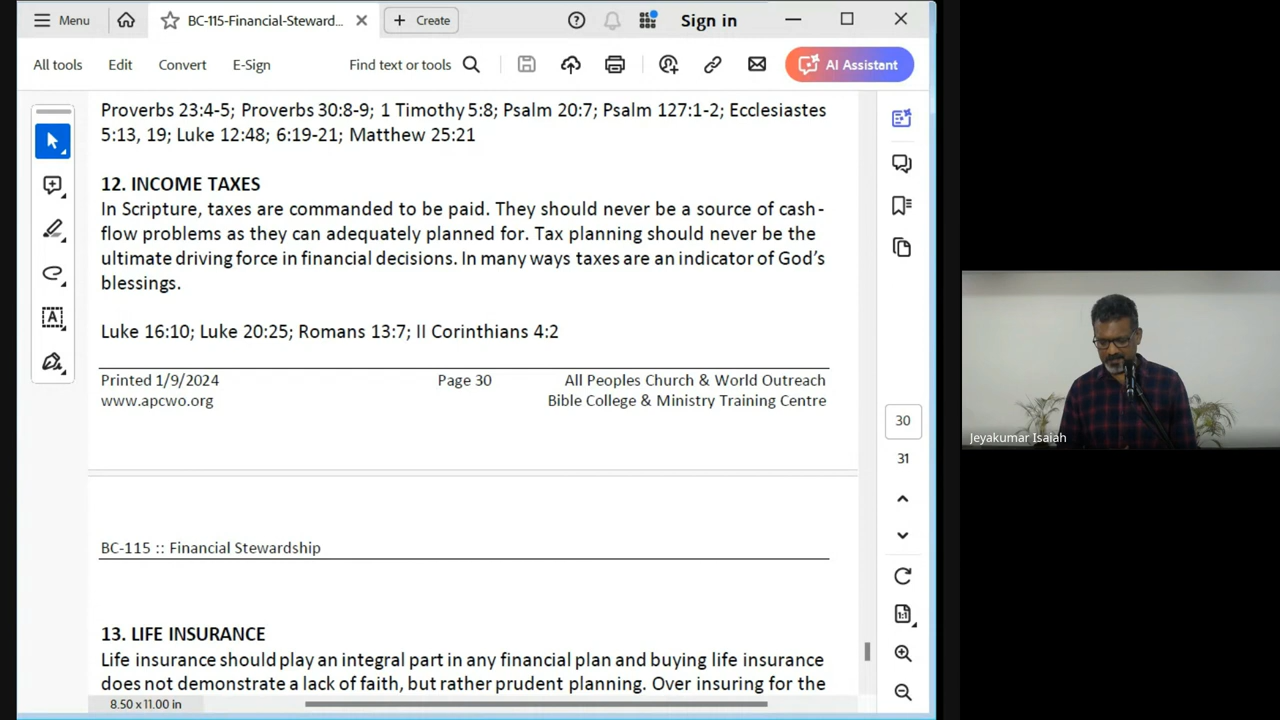 Menu
BC-115-Financial-Steward...
Create
Sign in
All tools
Edit
Convert
E-Sign
Find text or tools
AI Assistant
Proverbs 23:4-5; Proverbs 30:8-9; 1 Timothy 5:8; Psalm 20:7; Psalm 127:1-2; Ecclesiastes
5:13, 19; Luke 12:48; 6:19-21; Matthew 25:21
12. INCOME TAXES
In Scripture, taxes are commanded to be paid. They should never be a source of cash-
flow problems as they can adequately planned for. Tax planning should never be the
ultimate driving force in financial decisions. In many ways taxes are an indicator of God's
blessings.
Luke 16:10; Luke 20:25; Romans 13:7; II Corinthians 4:2
Printed 1/9/2024 Page 30 All Peoples Church & World Outreach
www.apcwo.org Bible College & Ministry Training Centre
30
31
BC-115 :: Financial Stewardship
13. LIFE INSURANCE
Life insurance should play an integral part in any financial plan and buying life insurance
does not demonstrate a lack of faith, but rather prudent planning. Over insuring for the
8.50 x 11.00 in
Jeyakumar Isaiah